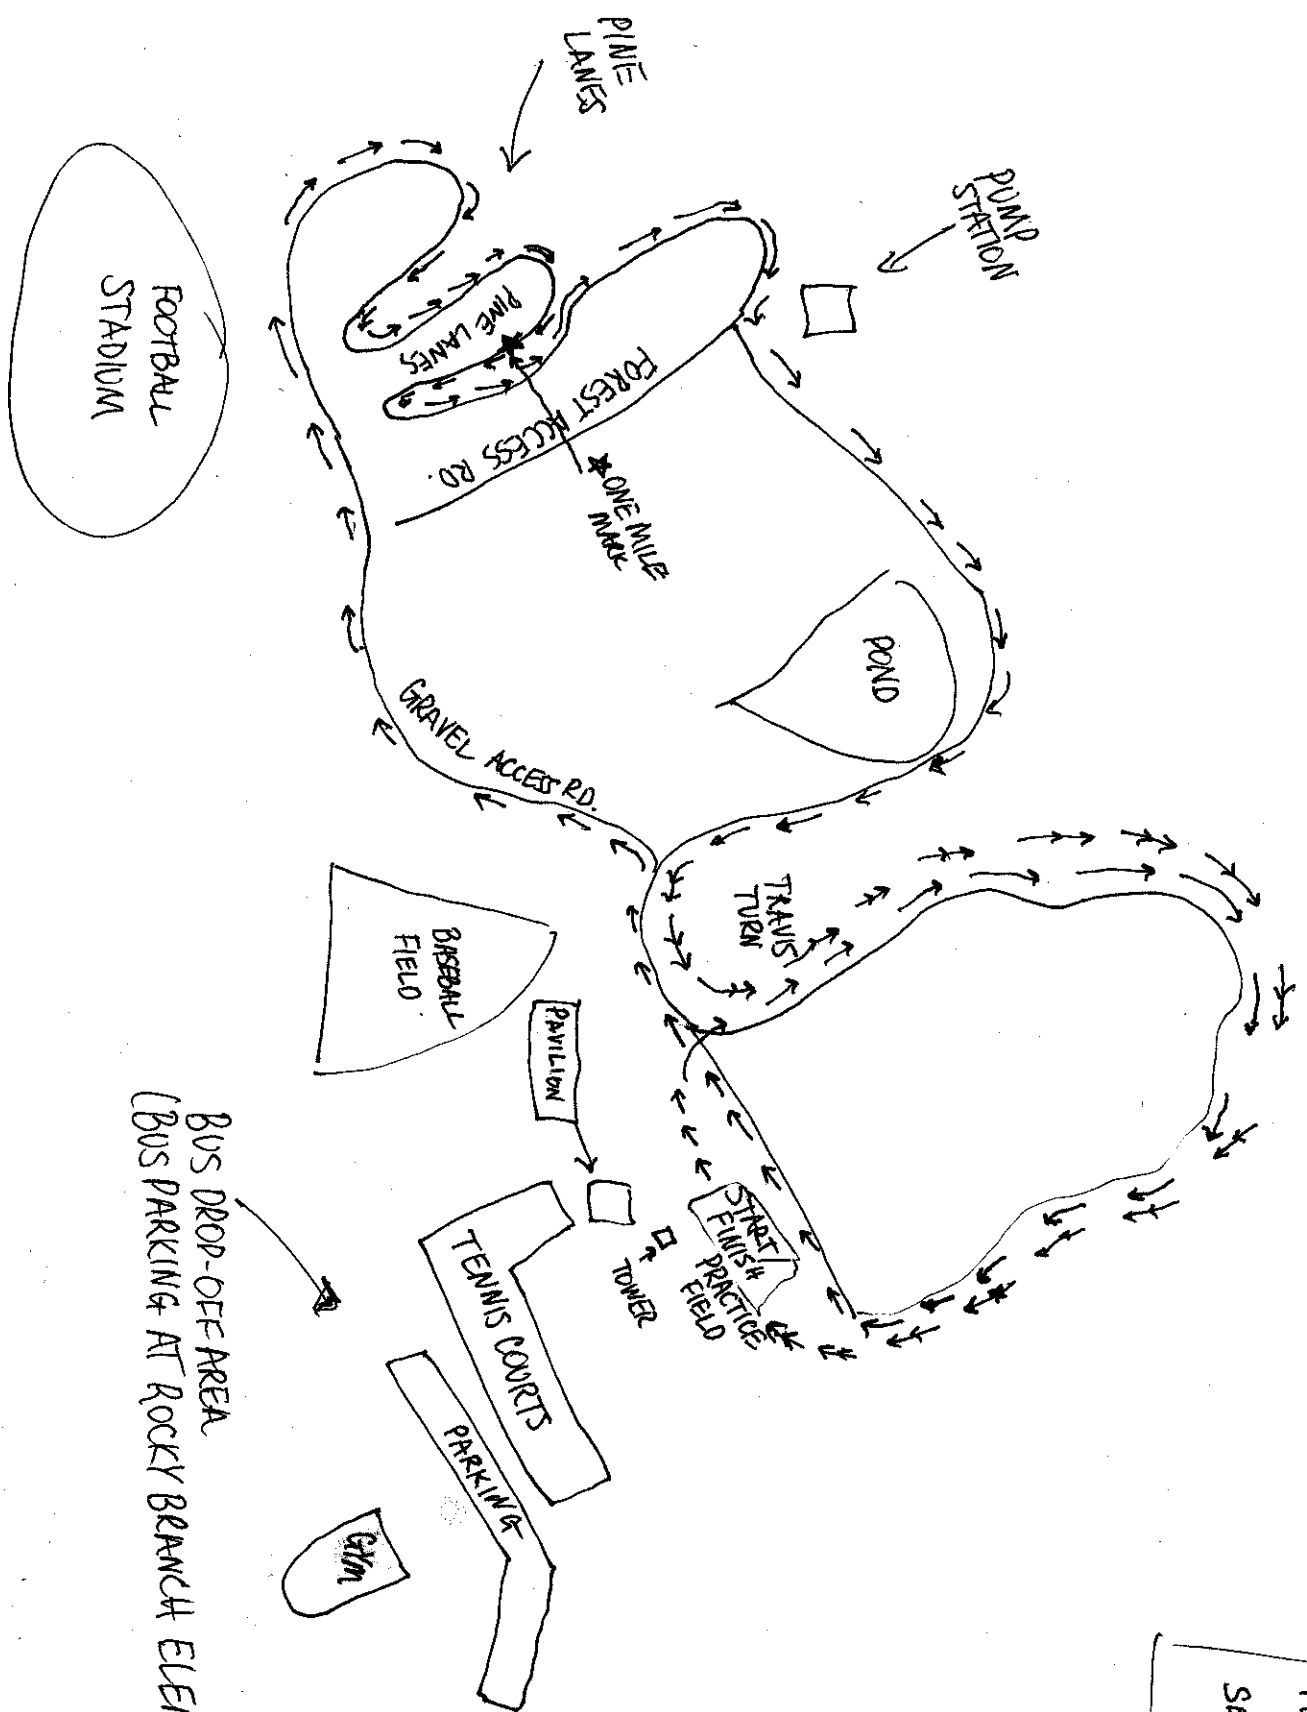 PINE
LANES
PUMP
STATION
PINE LANES
FOREST ACCESS RD.
ONE MILE
MARK
FOOTBALL
STADIUM
POND
GRAVEL ACCESS RD.
TRAVIS
TURN
BASEBALL
FIELD
PAVILION
START/
FINISH
PRACTICE
FIELD
TOWER
TENNIS COURTS
PARKING
GYM
BUS DROP-OFF AREA
(BUS PARKING AT ROCKY BRANCH